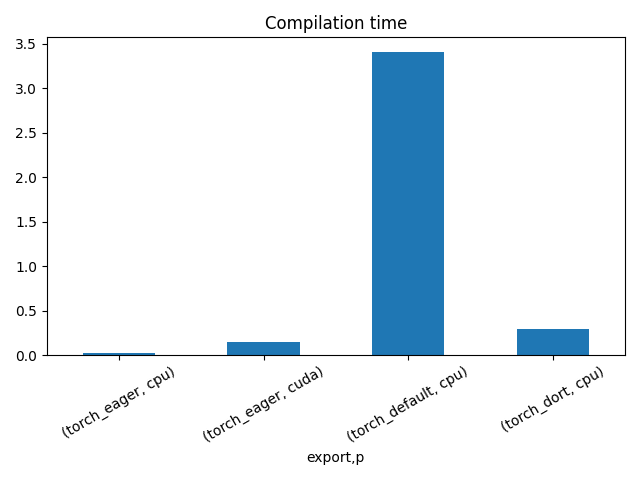 Compilation time
3.5
3.0
2.5
2.0
1.5
1.0
0.5
0.0
(torch_eager, cpu)
(torch_eager, cuda)
(torch_default, cpu)
(torch_dort, cpu)
export,p